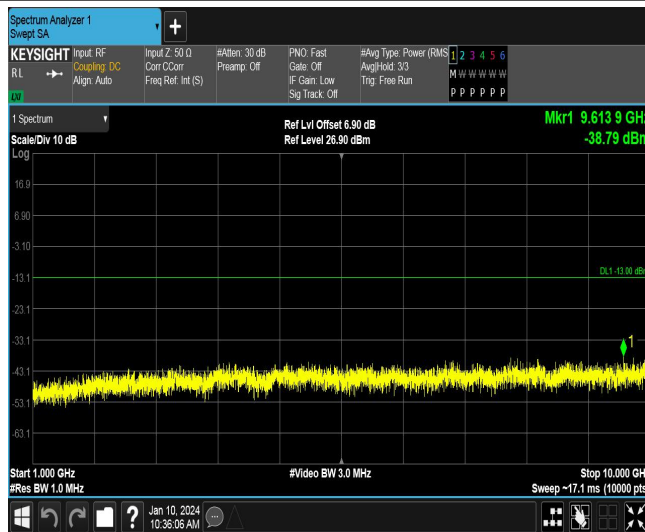 Spectrum Analyzer 1
Swept SA
+
KEYSIGHT Input: RF Input Z: 50 Ω #Atten: 30 dB PNO: Fast #Avg Type: Power (RMS 1 2 3 4 5 6
RL Coupling: DC Corr CCorr Preamp: Off Gate: Off Avg|Hold: 3/3 M W W W W W
Align: Auto Freq Ref: Int (S) IF Gain: Low Trig: Free Run
LXI Sig Track: Off P P P P P P
1 Spectrum Ref Lvl Offset 6.90 dB Mkr1 9.613 9 GHz
Scale/Div 10 dB Ref Level 26.90 dBm -38.79 dBm
Log
16.9
6.90
-3.10
DL1 -13.00 dBm
-13.1
-23.1
-33.1
1
-43.1
-53.1
-63.1
Start 1.000 GHz #Video BW 3.0 MHz Stop 10.000 GHz
#Res BW 1.0 MHz Sweep ~17.1 ms (10000 pts
? Jan 10, 2024
10:36:06 AM